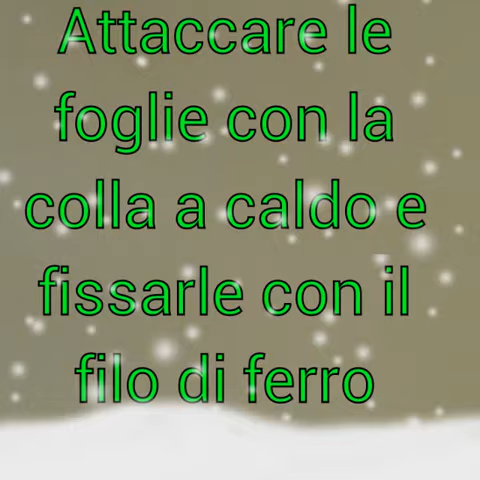 Attaccare le
foglie con la
colla a caldo e
fissarle con il
filo di ferro